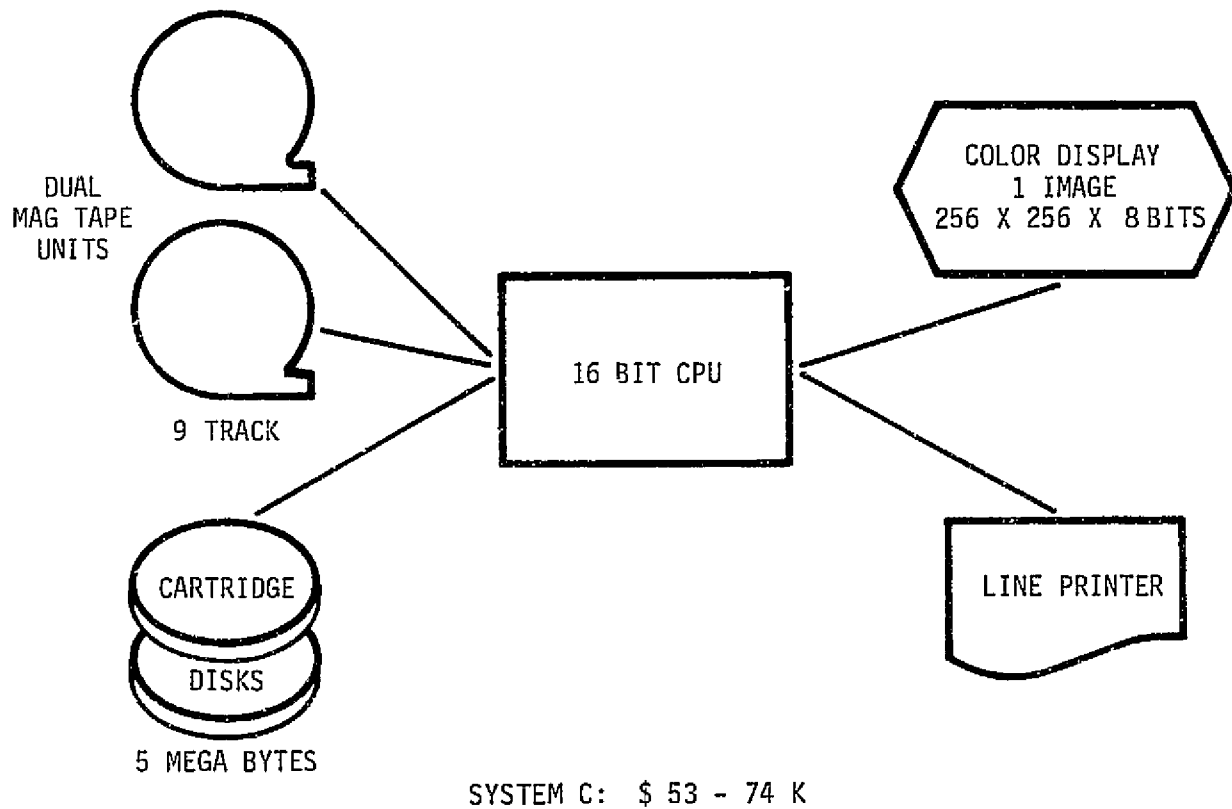 DUAL
MAG TAPE
UNITS
9 TRACK
CARTRIDGE
DISKS
5 MEGA BYTES
16 BIT CPU
COLOR DISPLAY
1 IMAGE
256 X 256 X 8 BITS
LINE PRINTER
SYSTEM C: $ 53 - 74 K